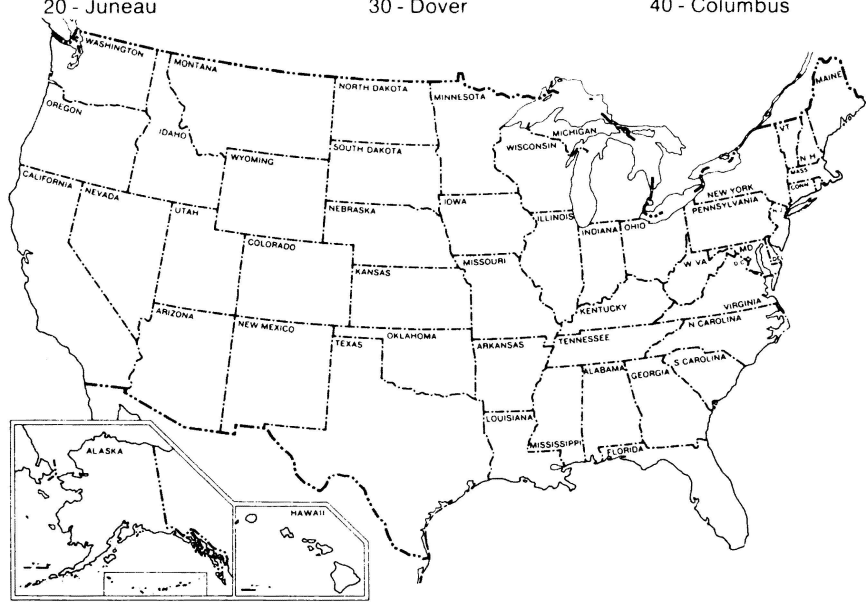 20 - Juneau 30 - Dover 40 - Columbus
WASHINGTON
MONTANA
NORTH DAKOTA
MINNESOTA
MAINE
OREGON
IDAHO
MICHIGAN
VT
WISCONSIN
SOUTH DAKOTA
WYOMING
N H
MASS
CONN
CALIFORNIA
NEVADA
NEW YORK
IOWA
NEBRASKA
UTAH
PENNSYLVANIA
ILLINOIS
INDIANA
OHIO
COLORADO
MD
MISSOURI
W VA
D C
KANSAS
VIRGINIA
KENTUCKY
ARIZONA
NEW MEXICO
N CAROLINA
OKLAHOMA
TENNESSEE
TEXAS
ARKANSAS
S CAROLINA
ALABAMA
GEORGIA
LOUISIANA
MISSISSIPPI
FLORIDA
ALASKA
HAWAII